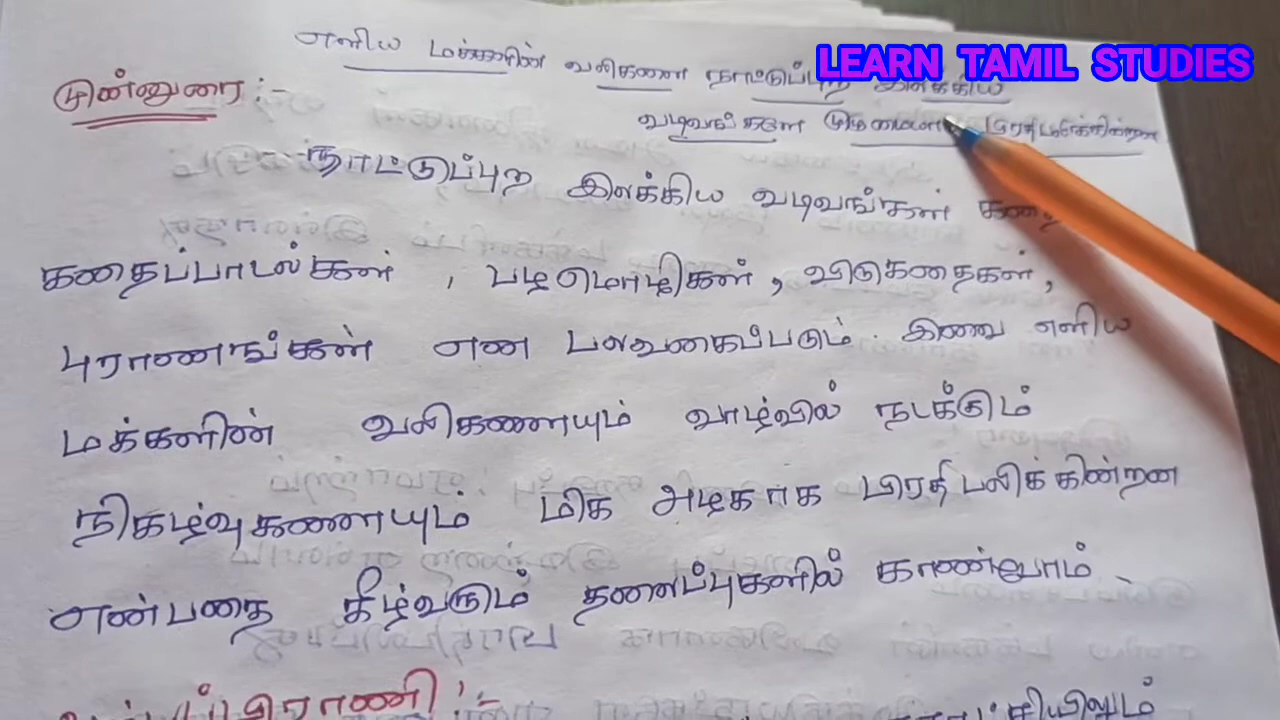 LEARN TAMIL STUDIES
எளிய மக்களின் வலிகளை நாட்டுப்புற இலக்கிய
வடிவங்களே முழுமையாக பிரதிபலிக்கின்றன
முன்னுரை :-
நாட்டுப்புற இலக்கிய வடிவங்கள்
கதைப்பாடல்கள் , பழமொழிகள் , விடுகதைகள் ,
புராணங்கள் என பலவகைப்படும் . இவை எளிய
மக்களின் வலிகளையும் வாழ்வில் நடக்கும்
நிகழ்வுகளையும் மிக அழகாக பிரதிபலிக்கின்றன
என்பதை கீழ்வரும் தலைப்புகளில் காண்போம் .